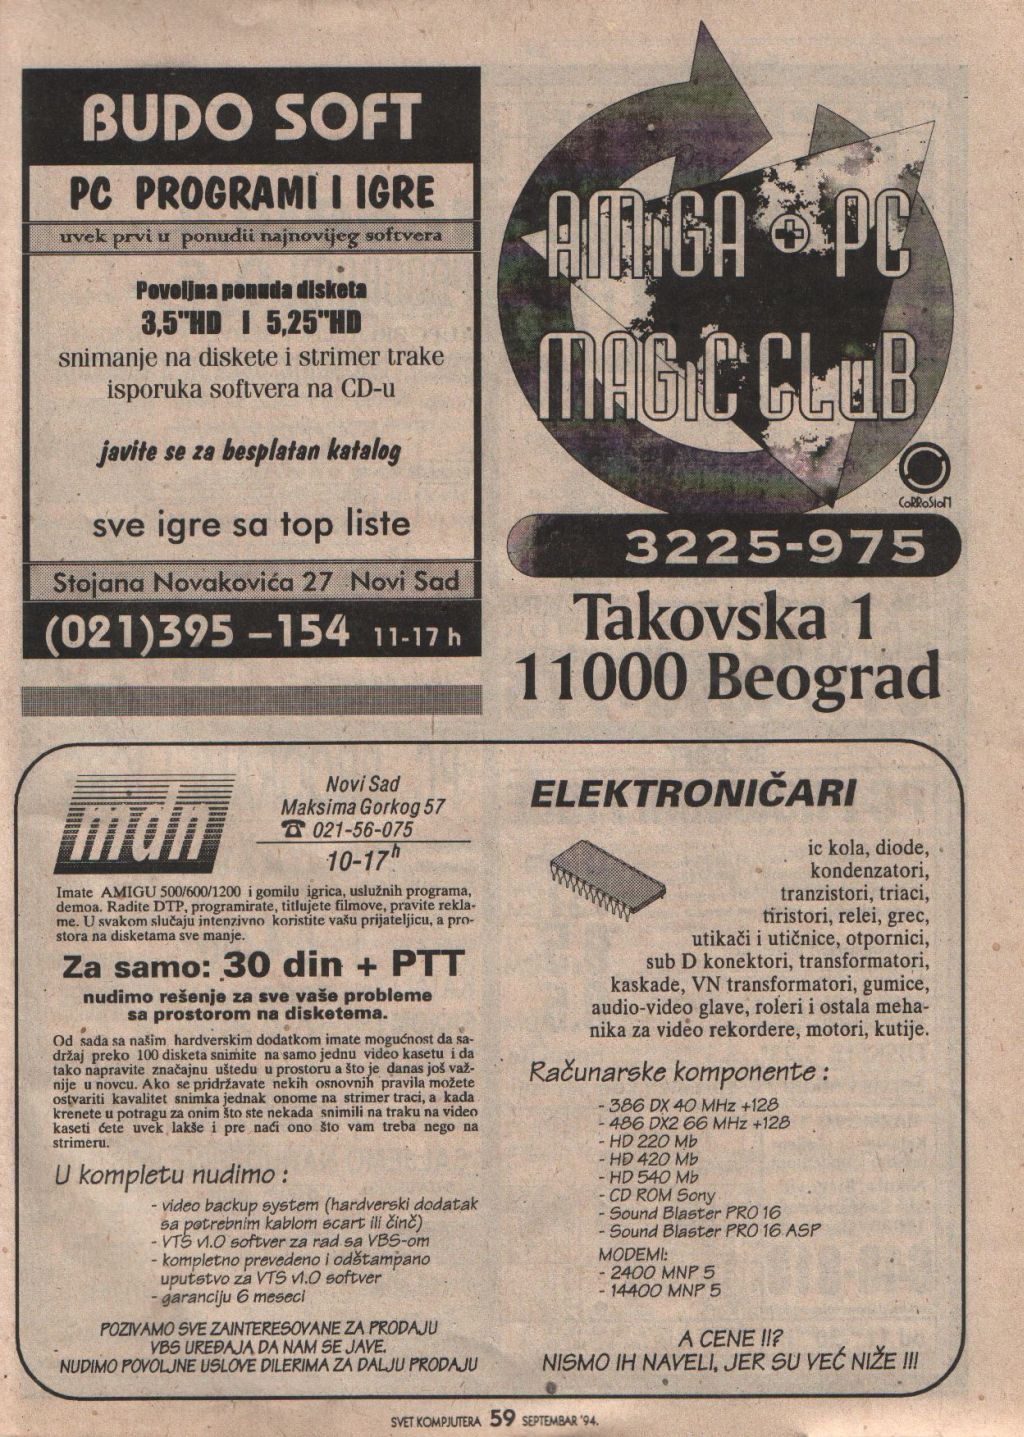 BUDO SOFT
PC PROGRAMI I IGRE
uvek prvi u ponudii najnovijeg softvera
Povoljna ponuda disketa
3,5"HD I 5,25"HD
snimanje na diskete i strimer trake
isporuka softvera na CD-u
javite se za besplatan katalog
sve igre sa top liste
Stojana Novakovića 27 Novi Sad
(021)395-154 11-17 h
AMiGA + PC
MAGiC CLuB
CoRRoSIoN
3225-975
Takovska 1
11000 Beograd
mdn
Novi Sad
Maksima Gorkog 57
☎ 021-56-075
10-17h
Imate AMIGU 500/600/1200 i gomilu igrica, uslužnih programa,
demoa. Radite DTP, programirate, titlujete filmove, pravite rekla-
me. U svakom slučaju intenzivno koristite vašu prijateljicu, a pro-
stora na disketama sve manje.
Za samo: 30 din + PTT
nudimo rešenje za sve vaše probleme
sa prostorom na disketema.
Od sada sa našim hardverskim dodatkom imate mogućnost da sa-
držaj preko 100 disketa snimite na samo jednu video kasetu i da
tako napravite značajnu uštedu u prostoru a što je danas još važ-
nije u novcu. Ako se pridržavate nekih osnovnih pravila možete
ostvariti kavalitet snimka jednak onome na strimer traci, a kada
krenete u potragu za onim što ste nekada snimili na traku na video
kaseti ćete uvek lakše i pre naći ono što vam treba nego na
strimeru.
U kompletu nudimo :
- video backup system (hardverski dodatak
sa potrebnim kablom scart ili činč)
- VTS v1.0 softver za rad sa VBS-om
- kompletno prevedeno i odštampano
uputstvo za VTS v1.0 softver
- garanciju 6 meseci
POZIVAMO SVE ZAINTERESOVANE ZA PRODAJU
VBS UREĐAJA DA NAM SE JAVE.
NUDIMO POVOLJNE USLOVE DILERIMA ZA DALJU PRODAJU
ELEKTRONIČARI
ic kola, diode,
kondenzatori,
tranzistori, triaci,
tiristori, relei, grec,
utikači i utičnice, otpornici,
sub D konektori, transformatori,
kaskade, VN transformatori, gumice,
audio-video glave, roleri i ostala meha-
nika za video rekordere, motori, kutije.
Računarske komponente :
- 386 DX 40 MHz +128
- 486 DX2 66 MHz +128
- HD 220 Mb
- HD 420 Mb
- HD 540 Mb
- CD ROM Sony
- Sound Blaster PRO 16
- Sound Blaster PRO 16 ASP
MODEMI:
- 2400 MNP 5
- 14400 MNP 5
A CENE !!?
NISMO IH NAVELI, JER SU VEĆ NIŽE !!!
SVET KOMPJUTERA 59 SEPTEMBAR '94.